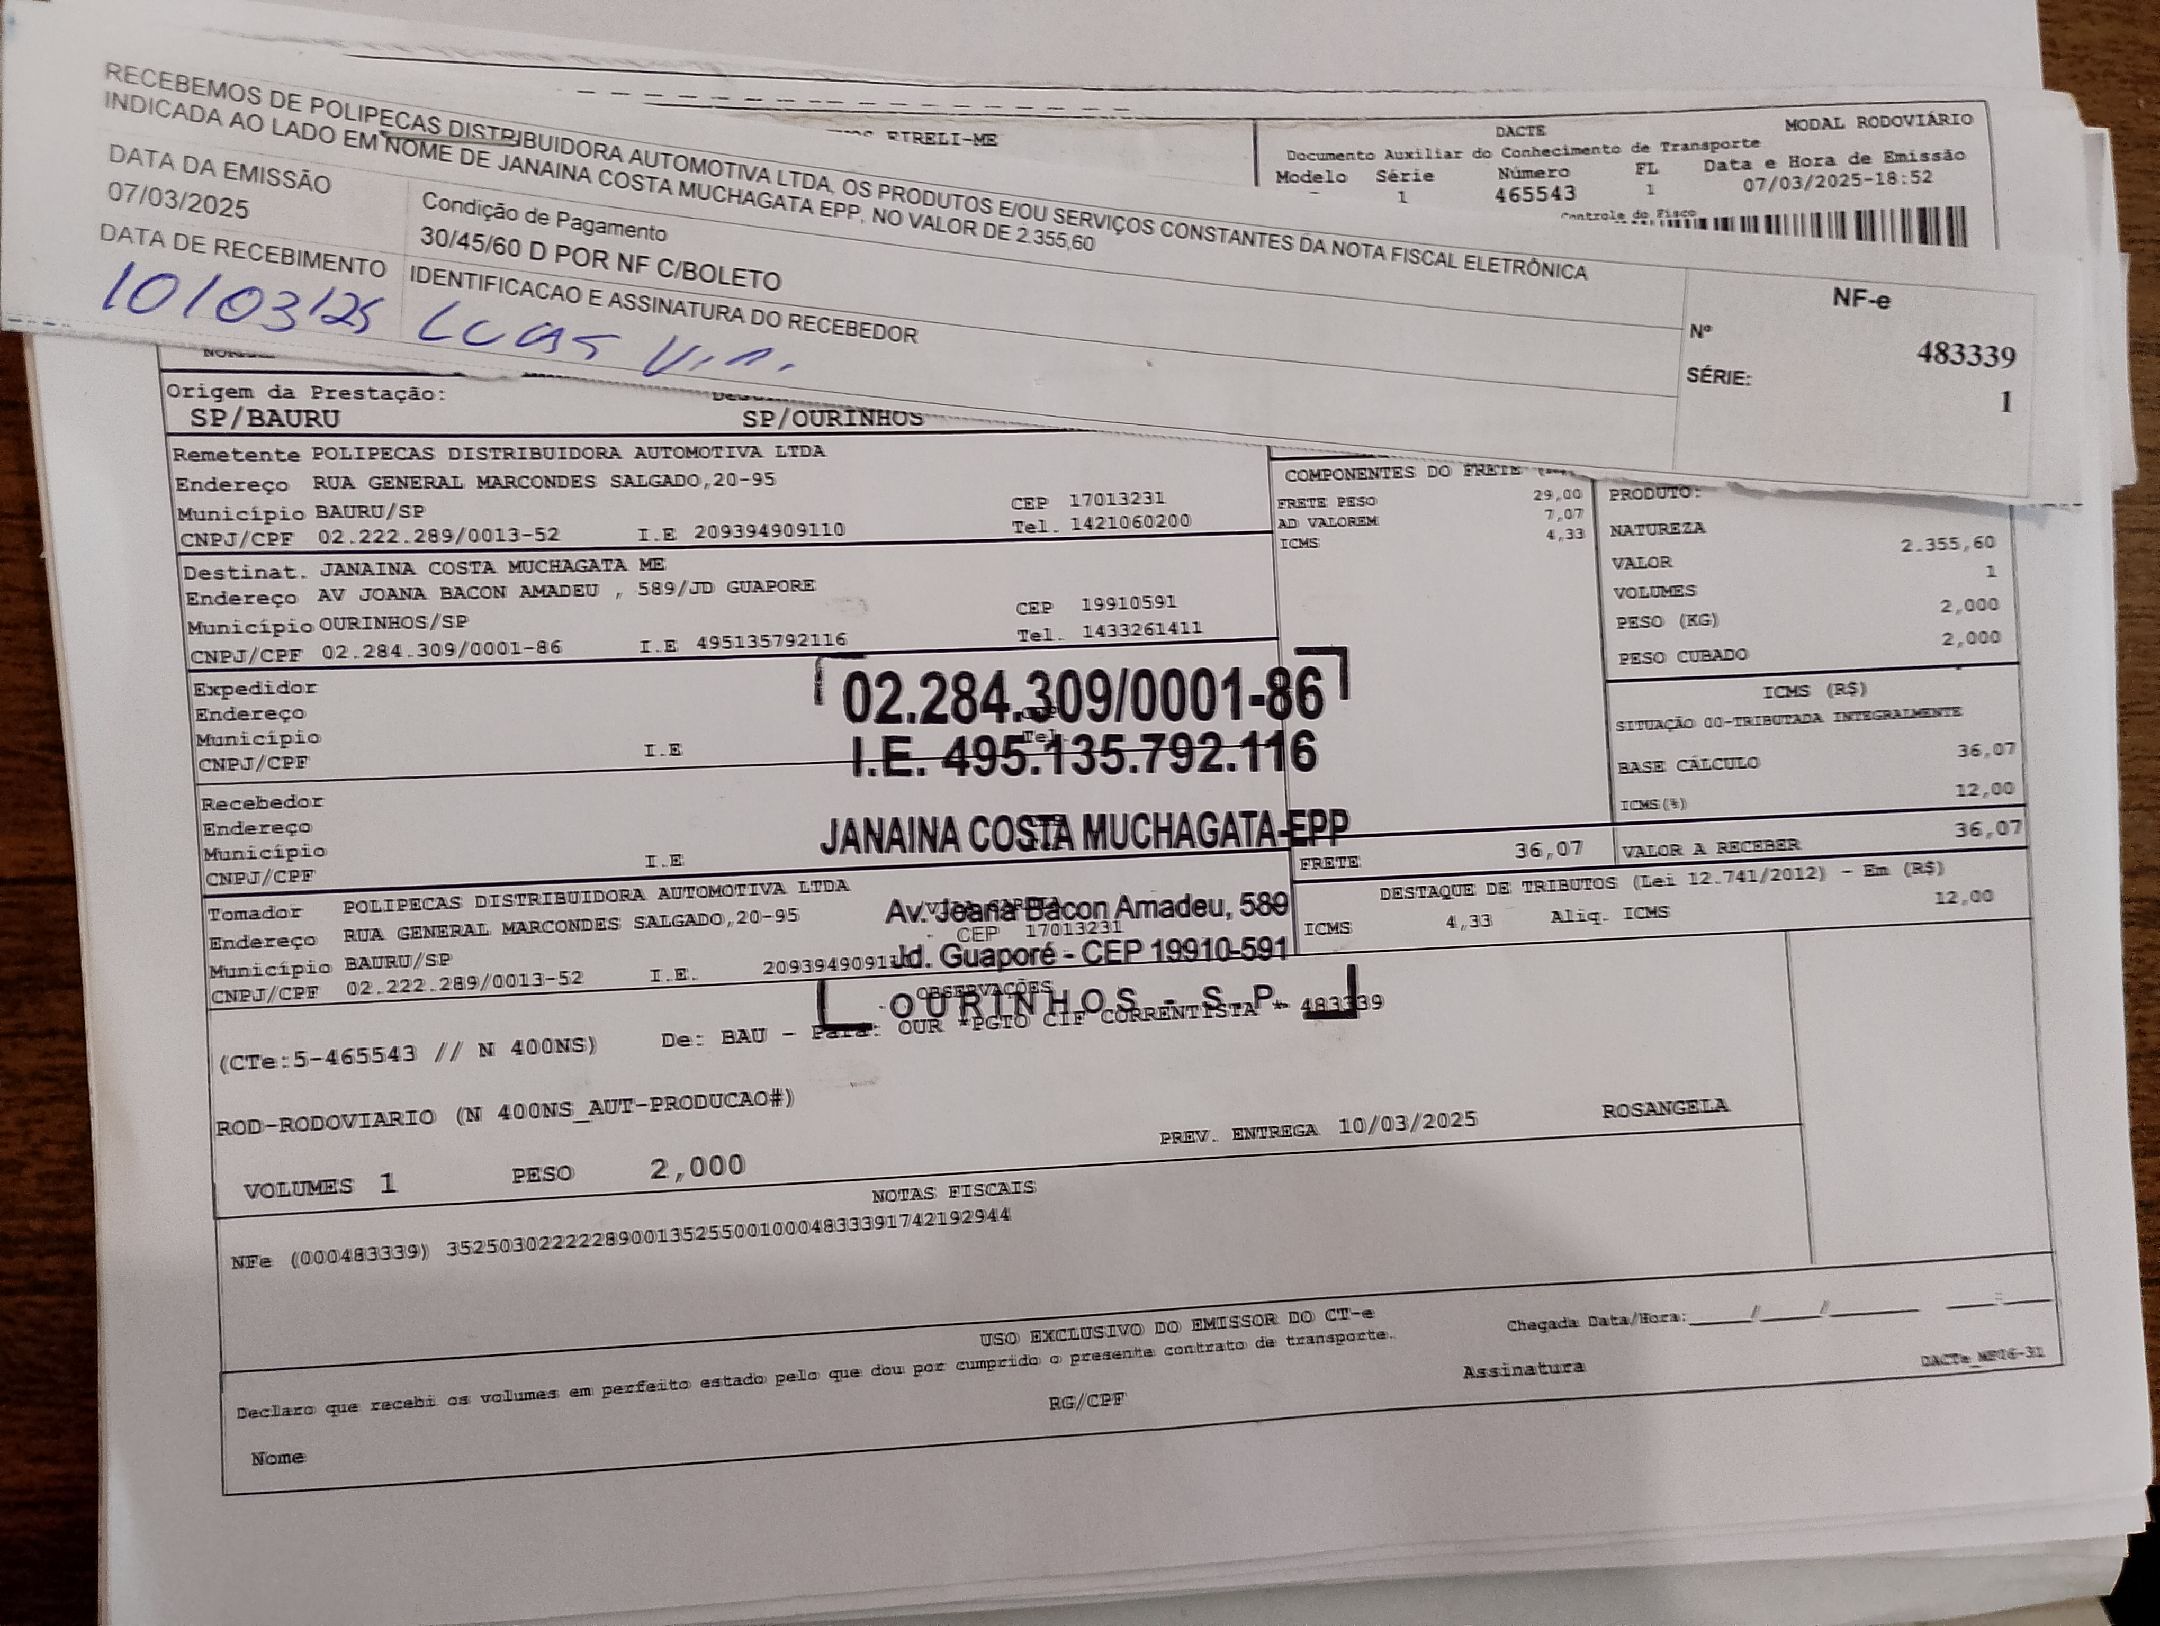 RECEBEMOS DE POLIPECAS DISTRIBUIDORA AUTOMOTIVA LTDA, OS PRODUTOS E/OU SERVIÇOS CONSTANTES DA NOTA FISCAL ELETRÔNICA
INDICADA AO LADO EM NOME DE JANAINA COSTA MUCHAGATA EPP, NO VALOR DE 2.355,60
DATA DA EMISSÃO
07/03/2025
Condição de Pagamento
30/45/60 D POR NF C/BOLETO
DATA DE RECEBIMENTO
10/03/25
IDENTIFICACAO E ASSINATURA DO RECEBEDOR
Lucas
NF-e
Nº 483339
SÉRIE: 1
EIRELI-ME
DACTE
MODAL RODOVIÁRIO
Documento Auxiliar do Conhecimento de Transporte
Modelo Série Número FL Data e Hora de Emissão
1 465543 1 07/03/2025-18:52
Controle do Fisco
Origem da Prestação:
SP/BAURU SP/OURINHOS
Remetente POLIPECAS DISTRIBUIDORA AUTOMOTIVA LTDA
Endereço RUA GENERAL MARCONDES SALGADO,20-95
Município BAURU/SP CEP 17013231
CNPJ/CPF 02.222.289/0013-52 I.E 209394909110 Tel. 1421060200
Destinat. JANAINA COSTA MUCHAGATA ME
Endereço AV JOANA BACON AMADEU , 589/JD GUAPORE
Município OURINHOS/SP CEP 19910591
CNPJ/CPF 02.284.309/0001-86 I.E 495135792116 Tel. 1433261411
Expedidor
Endereço
Município
CNPJ/CPF I.E Tel.
Recebedor
Endereço
Município
CNPJ/CPF I.E
Tomador POLIPECAS DISTRIBUIDORA AUTOMOTIVA LTDA
Endereço RUA GENERAL MARCONDES SALGADO,20-95
Município BAURU/SP CEP 17013231
CNPJ/CPF 02.222.289/0013-52 I.E. 20939490911
COMPONENTES DO FRETE
FRETE PESO 29,00
AD VALOREM 7,07
ICMS 4,33
PRODUTO:
NATUREZA
VALOR 2.355,60
VOLUMES 1
PESO (KG) 2,000
PESO CUBADO 2,000
ICMS (R$)
SITUAÇÃO 00-TRIBUTADA INTEGRALMENTE
BASE CÁLCULO 36,07
ICMS(%) 12,00
FRETE 36,07
VALOR A RECEBER 36,07
DESTAQUE DE TRIBUTOS (Lei 12.741/2012) - Em (R$)
ICMS 4,33 Aliq. ICMS 12,00
02.284.309/0001-86
I.E. 495.135.792.116
JANAINA COSTA MUCHAGATA-EPP
Av. Joana Bacon Amadeu, 589
Jd. Guaporé - CEP 19910-591
OURINHOS - S.P.
OBSERVAÇÕES
(CTe:5-465543 // N 400NS) De: BAU - Para: OUR *PGTO CIF CORRENTISTA* 483339
ROD-RODOVIARIO (N 400NS_AUT-PRODUCAO#)
PREV. ENTREGA 10/03/2025 ROSANGELA
VOLUMES 1 PESO 2,000
NOTAS FISCAIS
NFe (000483339) 35250302222289001352550010004833391742192944
USO EXCLUSIVO DO EMISSOR DO CT-e
Declaro que recebi os volumes em perfeito estado pelo que dou por cumprido o presente contrato de transporte.
Chegada Data/Hora:____/____/______ ____:____
Nome RG/CPF Assinatura